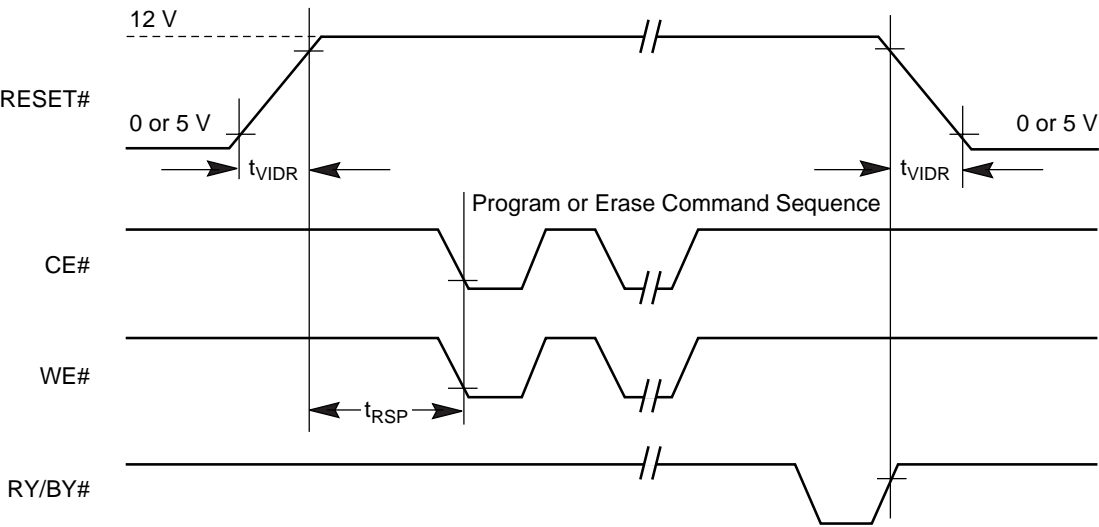 12 V
RESET#
0 or 5 V
0 or 5 V
tVIDR
tVIDR
Program or Erase Command Sequence
CE#
WE#
tRSP
RY/BY#